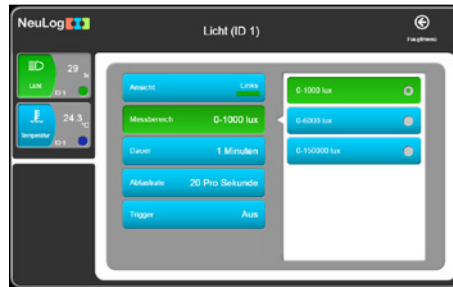 NeuLog
Licht (ID 1)
Hauptmenü
29 lx
Licht
ID 1
24.3 °C
Temperatur
ID 1
Ansicht Links
Messbereich 0-1000 lux
Dauer 1 Minuten
Abtastrate 20 Pro Sekunde
Trigger Aus
0-1000 lux
0-6000 lux
0-150000 lux